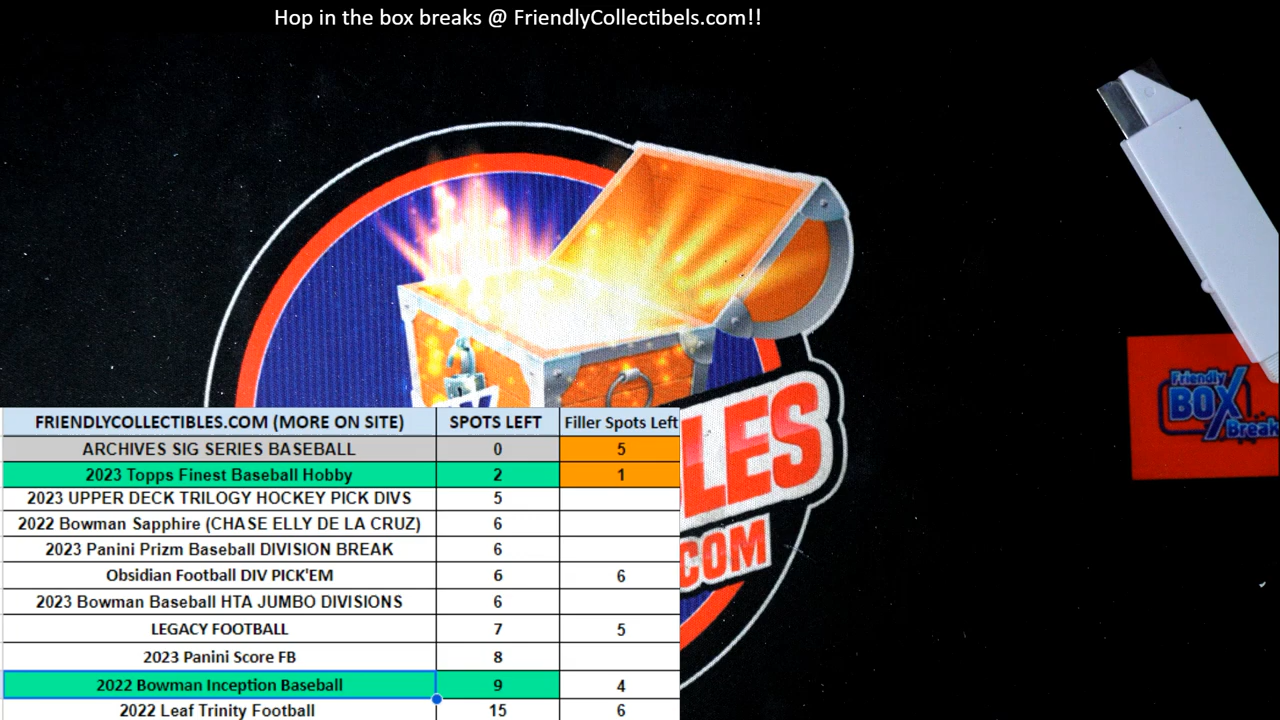 Hop in the box breaks @ FriendlyCollectibels.com!!
Friendly
BOX
Break
LES
COM
FRIENDLYCOLLECTIBLES.COM (MORE ON SITE) SPOTS LEFT Filler Spots Left
ARCHIVES SIG SERIES BASEBALL 0 5
2023 Topps Finest Baseball Hobby 2 1
2023 UPPER DECK TRILOGY HOCKEY PICK DIVS 5
2022 Bowman Sapphire (CHASE ELLY DE LA CRUZ) 6
2023 Panini Prizm Baseball DIVISION BREAK 6
Obsidian Football DIV PICK'EM 6 6
2023 Bowman Baseball HTA JUMBO DIVISIONS 6
LEGACY FOOTBALL 7 5
2023 Panini Score FB 8
2022 Bowman Inception Baseball 9 4
2022 Leaf Trinity Football 15 6